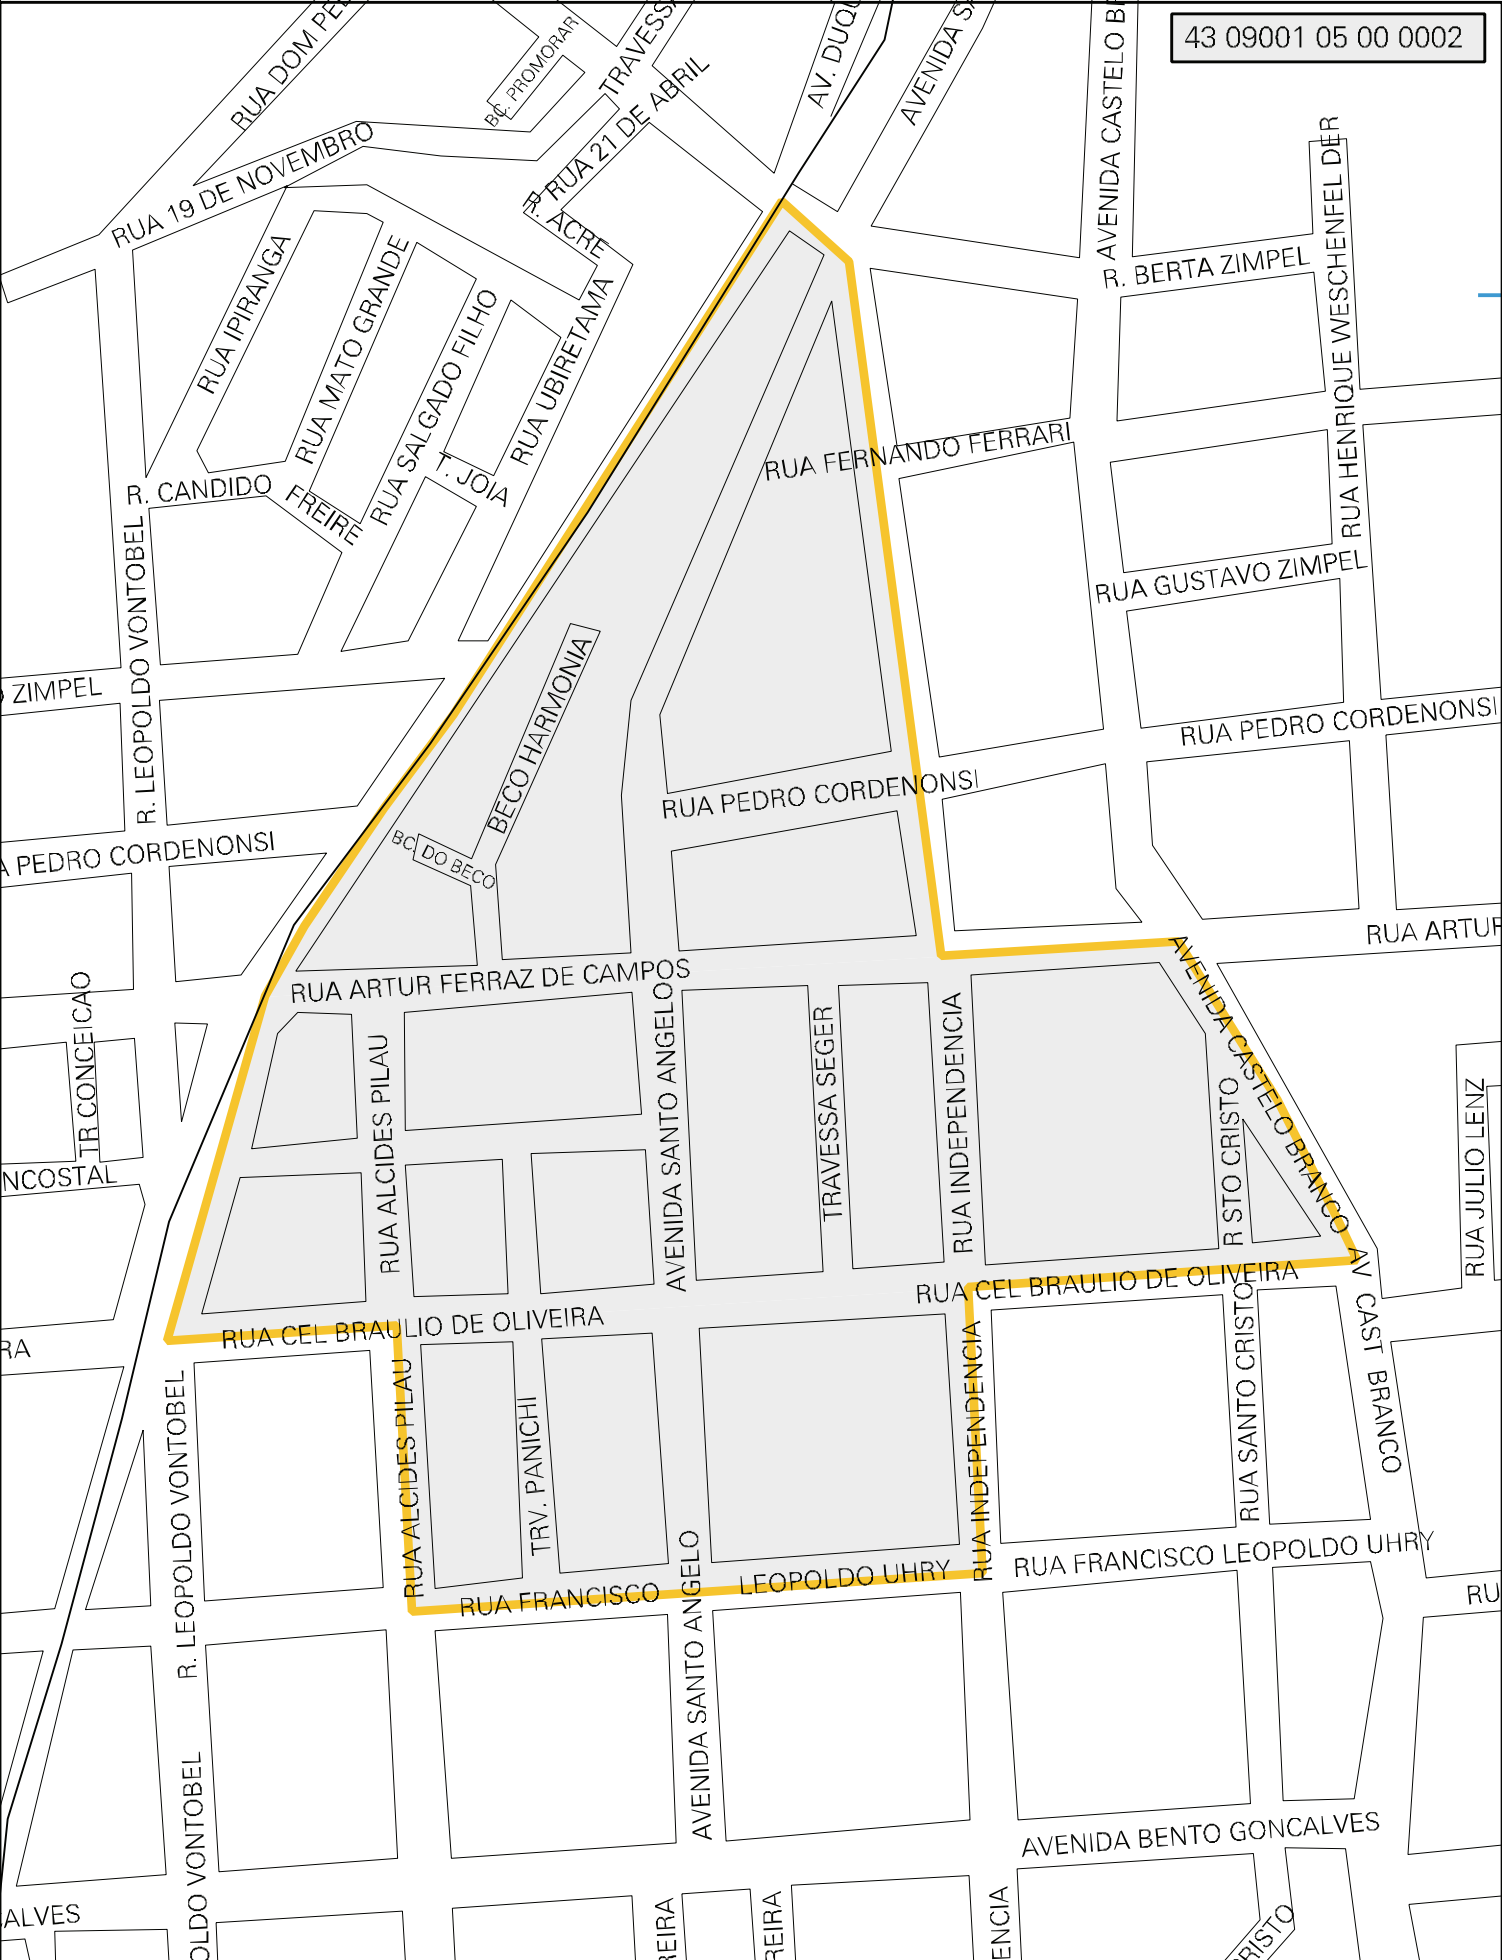 43 09001 05 00 0002
RUA DOM
BC. PROMORAR
TRAVESSA
AV. DUQU
AVENIDA
AVENIDA CASTELO BR
RUA 21 DE ABRIL
RUA 19 DE NOVEMBRO
R. ACRE
RUA IPIRANGA
RUA MATO GRANDE
RUA SALGADO FILHO
RUA UBIRETAMA
R. BERTA ZIMPEL
RUA HENRIQUE WESCHENFEL DER
RUA FERNANDO FERRARI
T. JOIA
R. CANDIDO
FREIRE
R. LEOPOLDO VONTOBEL
RUA GUSTAVO ZIMPEL
ZIMPEL
BECO HARMONIA
RUA PEDRO CORDENONSI
RUA PEDRO CORDENONSI
A PEDRO CORDENONSI
BC. DO BECO
RUA ARTUR
RUA ARTUR FERRAZ DE CAMPOS
AVENIDA CASTELO BRANCO
TR CONCEICAO
NCOSTAL
RUA ALCIDES PILAU
AVENIDA SANTO ANGELO
TRAVESSA SEGER
RUA INDEPENDENCIA
R STO CRISTO
RUA JULIO LENZ
RUA CEL BRAULIO DE OLIVEIRA
RUA CEL BRAULIO DE OLIVEIRA
RA
AV CAST BRANCO
R. LEOPOLDO VONTOBEL
RUA ALCIDES PILAU
TRV. PANICHI
RUA INDEPENDENCIA
RUA SANTO CRISTO
RUA FRANCISCO LEOPOLDO UHRY
RUA FRANCISCO LEOPOLDO UHRY
RU
AVENIDA SANTO ANGELO
AVENIDA BENTO GONCALVES
OLDO VONTOBEL
ALVES
EIRA
REIRA
ENCIA
RISTO